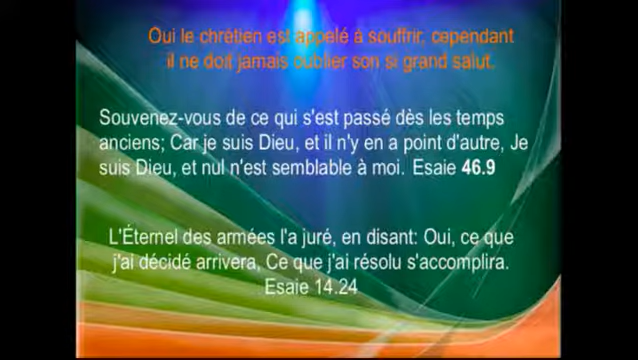 Oui le chrétien est appelé à souffrir, cependant
il ne doit jamais oublier son si grand salut.
Souvenez-vous de ce qui s'est passé dès les temps
anciens; Car je suis Dieu, et il n'y en a point d'autre, Je
suis Dieu, et nul n'est semblable à moi. Esaie 46.9
L'Éternel des armées l'a juré, en disant: Oui, ce que
j'ai décidé arrivera, Ce que j'ai résolu s'accomplira.
Esaie 14.24